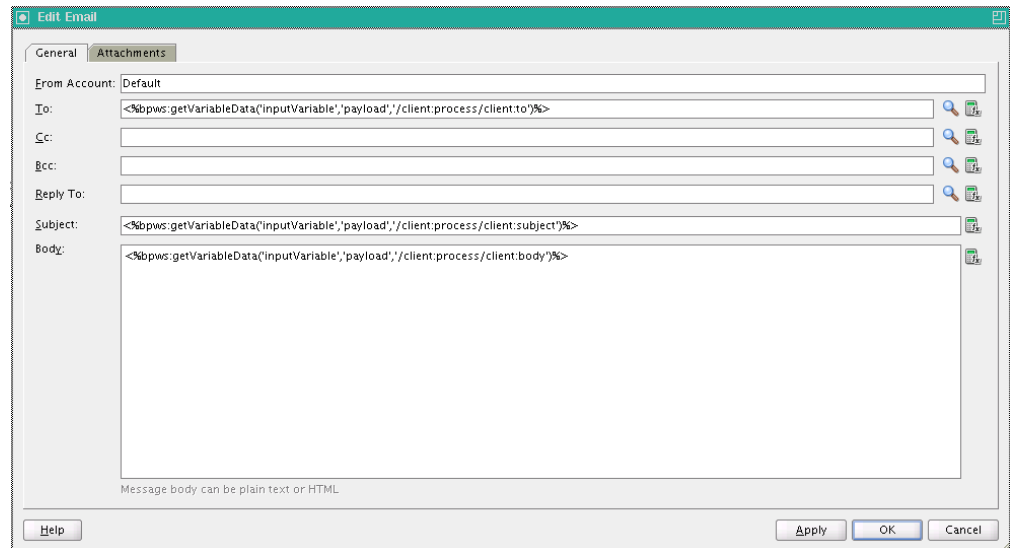 Edit Email
General Attachments
From Account: Default
To: <%bpws:getVariableData('inputVariable','payload','/client:process/client:to')%>
Cc:
Bcc:
Reply To:
Subject: <%bpws:getVariableData('inputVariable','payload','/client:process/client:subject')%>
Body: <%bpws:getVariableData('inputVariable','payload','/client:process/client:body')%>
Message body can be plain text or HTML
Help Apply OK Cancel